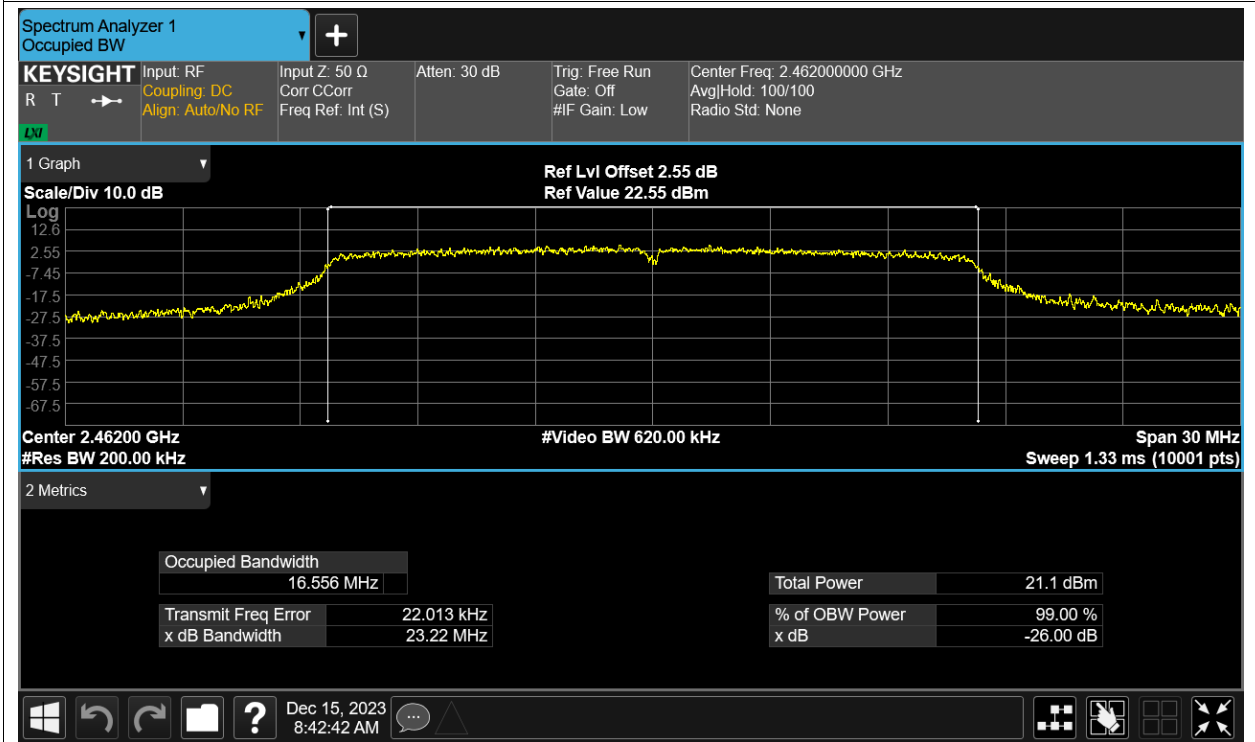 Spectrum Analyzer 1
Occupied BW
+
KEYSIGHT
R T
LXI
Input: RF
Coupling: DC
Align: Auto/No RF
Input Z: 50 Ω
Corr CCorr
Freq Ref: Int (S)
Atten: 30 dB
Trig: Free Run
Gate: Off
#IF Gain: Low
Center Freq: 2.462000000 GHz
Avg|Hold: 100/100
Radio Std: None
1 Graph
Scale/Div 10.0 dB
Ref Lvl Offset 2.55 dB
Ref Value 22.55 dBm
Log
12.6
2.55
-7.45
-17.5
-27.5
-37.5
-47.5
-57.5
-67.5
Center 2.46200 GHz
#Video BW 620.00 kHz
Span 30 MHz
#Res BW 200.00 kHz
Sweep 1.33 ms (10001 pts)
2 Metrics
Occupied Bandwidth
16.556 MHz
Total Power 21.1 dBm
Transmit Freq Error 22.013 kHz
% of OBW Power 99.00 %
x dB Bandwidth 23.22 MHz
x dB -26.00 dB
?
Dec 15, 2023
8:42:42 AM